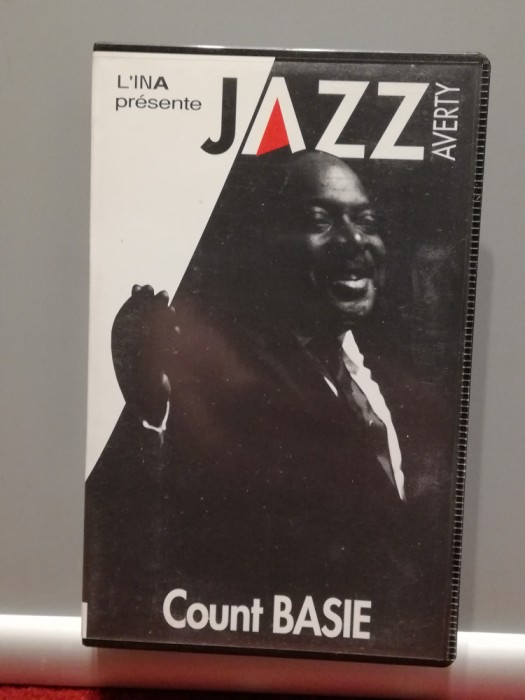 L'INA
présente
JAZZ
AVERTY
Count BASIE